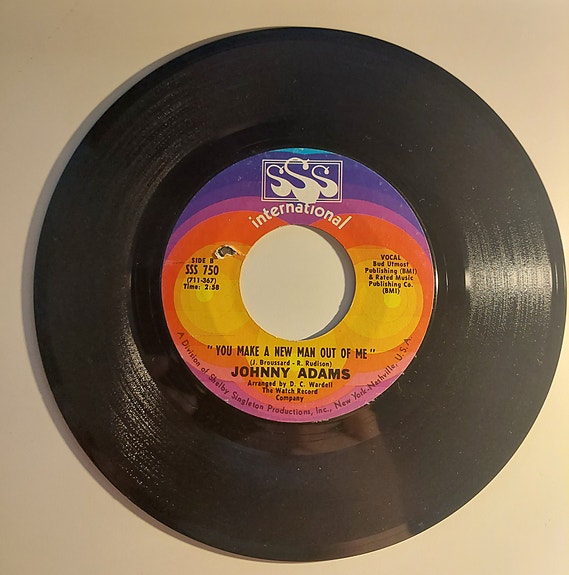 SSS
international
SIDE B
SSS 750
(711-367)
Time: 2:58
VOCAL
Bud Utmost
Publishing (BMI)
& Rated Music
Publishing Co.
(BMI)
"YOU MAKE A NEW MAN OUT OF ME"
(J. Broussard - R. Rudison)
JOHNNY ADAMS
Arranged by D. C. Wardell
The Watch Record
Company
A Division of Shelby Singleton Productions, Inc., New York-Nashville, U.S.A.